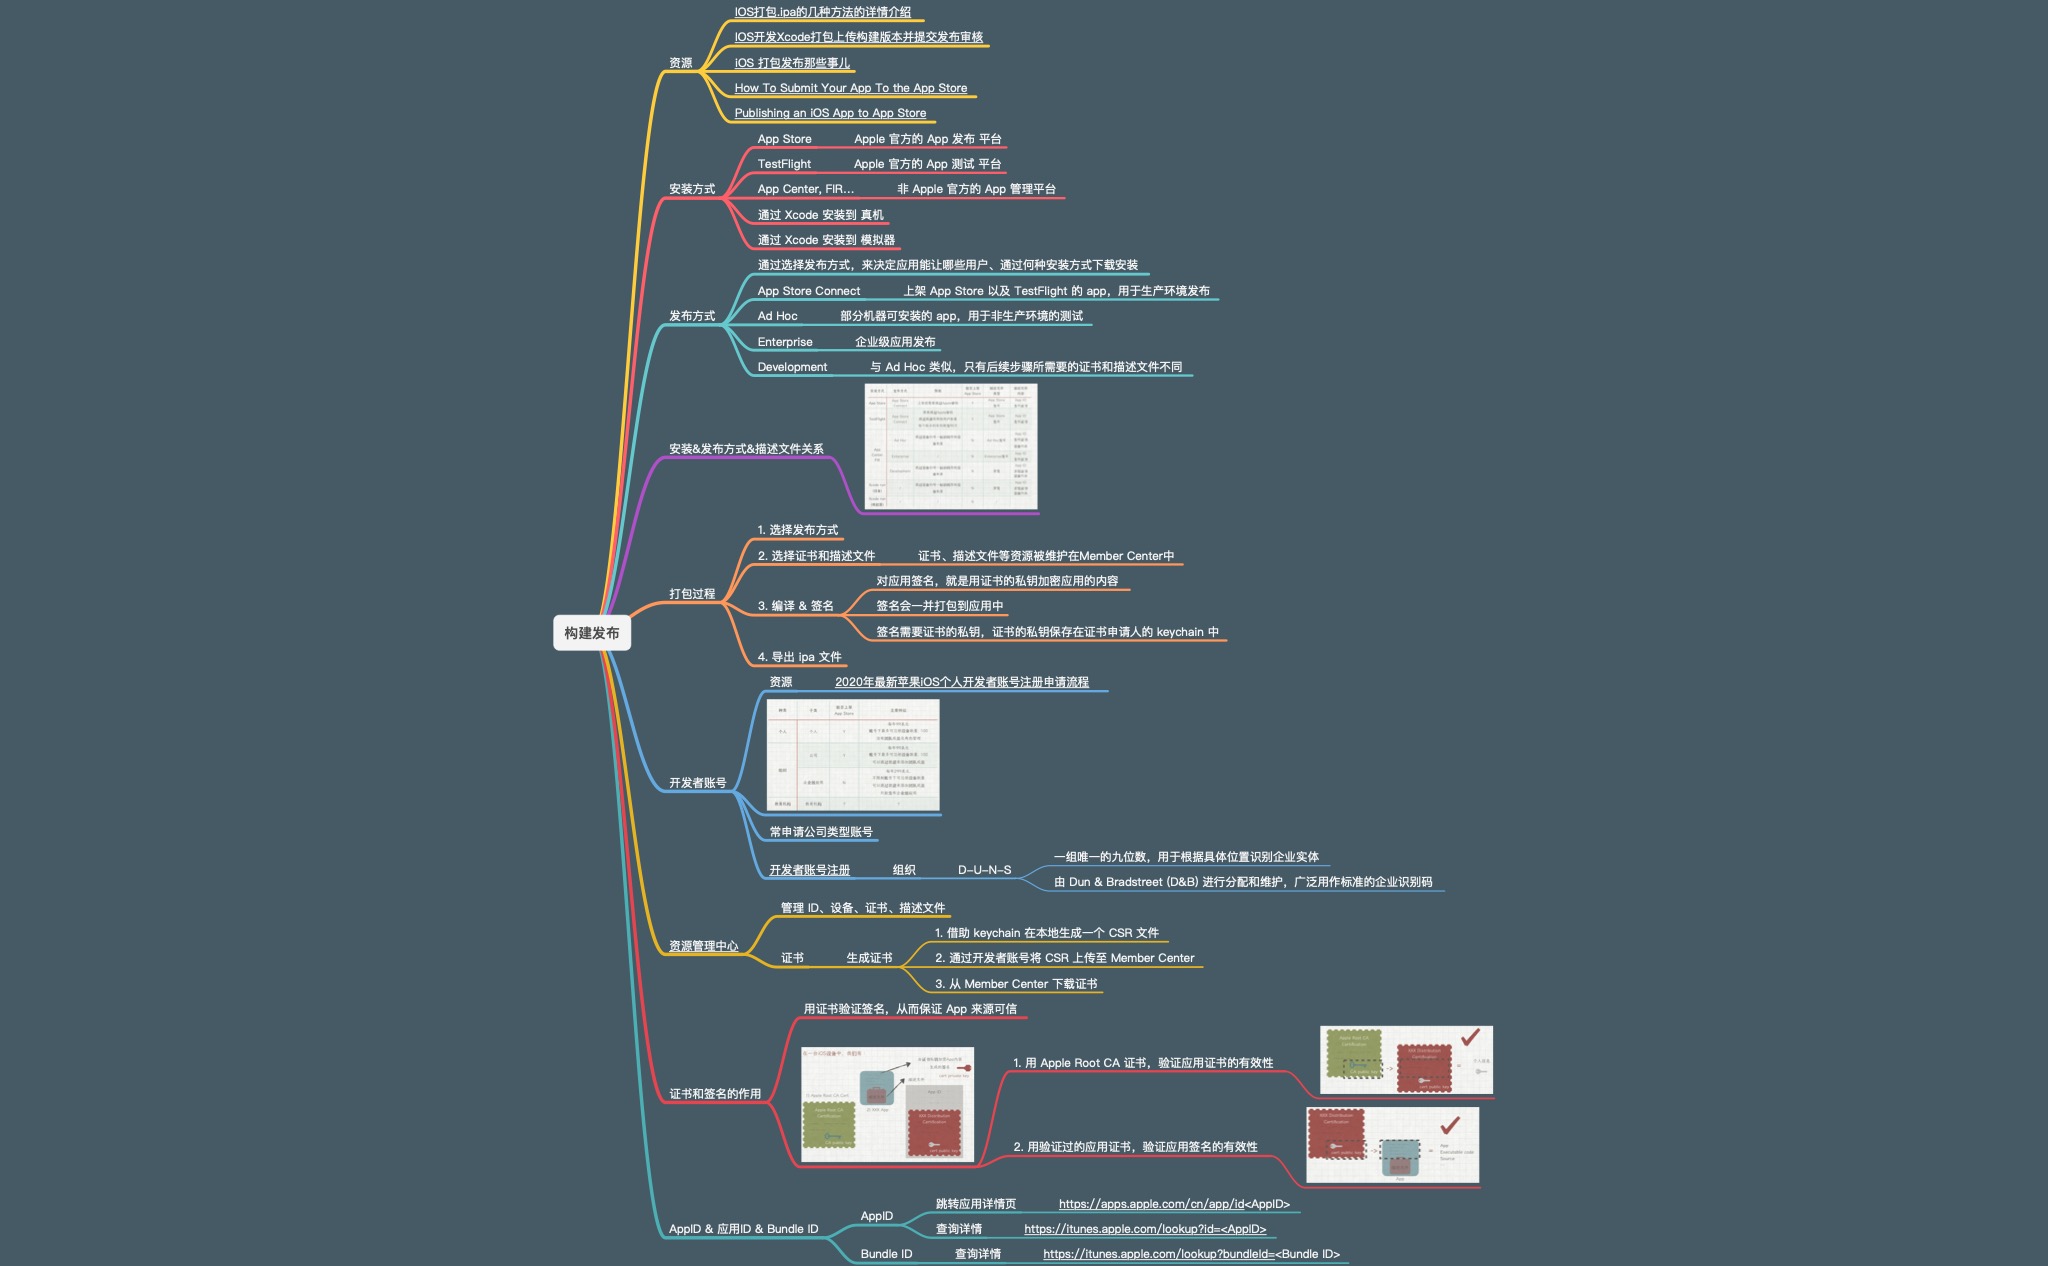 构建发布
资源
IOS打包.ipa的几种方法的详情介绍
IOS开发Xcode打包上传构建版本并提交发布审核
iOS 打包发布那些事儿
How To Submit Your App To the App Store
Publishing an iOS App to App Store
安装方式
App Store
Apple 官方的 App 发布 平台
TestFlight
Apple 官方的 App 测试 平台
App Center, FIR...
非 Apple 官方的 App 管理平台
通过 Xcode 安装到 真机
通过 Xcode 安装到 模拟器
发布方式
通过选择发布方式，来决定应用能让哪些用户、通过何种安装方式下载安装
App Store Connect
上架 App Store 以及 TestFlight 的 app，用于生产环境发布
Ad Hoc
部分机器可安装的 app，用于非生产环境的测试
Enterprise
企业级应用发布
Development
与 Ad Hoc 类似，只有后续步骤所需要的证书和描述文件不同
安装&发布方式&描述文件关系
打包过程
1. 选择发布方式
2. 选择证书和描述文件
证书、描述文件等资源被维护在Member Center中
3. 编译 & 签名
对应用签名，就是用证书的私钥加密应用的内容
签名会一并打包到应用中
签名需要证书的私钥，证书的私钥保存在证书申请人的 keychain 中
4. 导出 ipa 文件
开发者账号
资源
2020年最新苹果iOS个人开发者账号注册申请流程
常申请公司类型账号
开发者账号注册
组织
D-U-N-S
一组唯一的九位数，用于根据具体位置识别企业实体
由 Dun & Bradstreet (D&B) 进行分配和维护，广泛用作标准的企业识别码
资源管理中心
管理 ID、设备、证书、描述文件
证书
生成证书
1. 借助 keychain 在本地生成一个 CSR 文件
2. 通过开发者账号将 CSR 上传至 Member Center
3. 从 Member Center 下载证书
证书和签名的作用
用证书验证签名，从而保证 App 来源可信
1. 用 Apple Root CA 证书，验证应用证书的有效性
2. 用验证过的应用证书，验证应用签名的有效性
AppID & 应用ID & Bundle ID
AppID
跳转应用详情页
https://apps.apple.com/cn/app/id<AppID>
查询详情
https://itunes.apple.com/lookup?id=<AppID>
Bundle ID
查询详情
https://itunes.apple.com/lookup?bundleId=<Bundle ID>